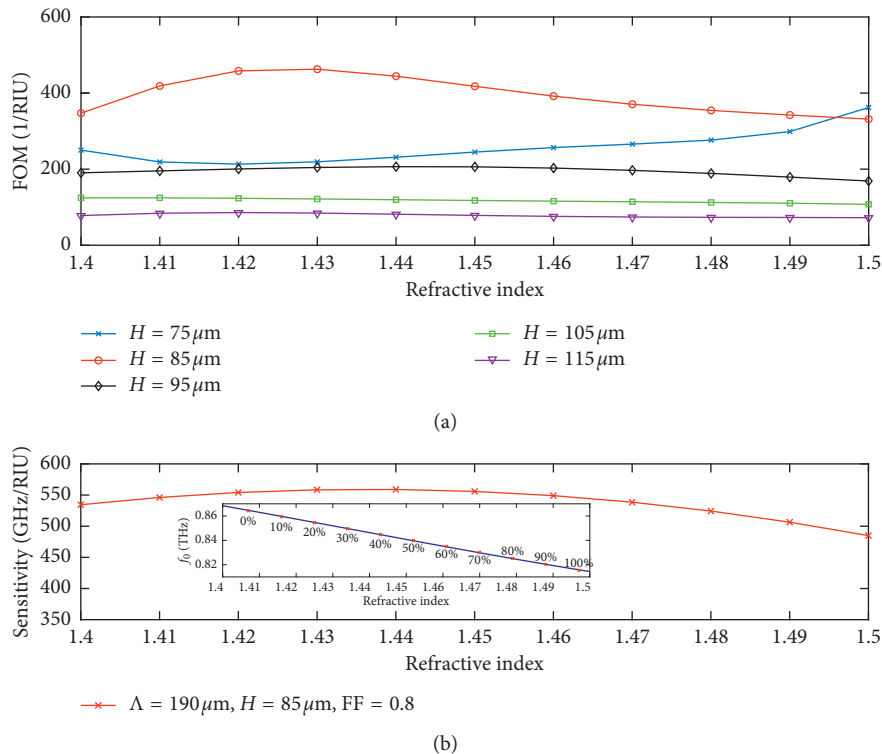 600
400
200
0
FOM (1/RIU)
1.4 1.41 1.42 1.43 1.44 1.45 1.46 1.47 1.48 1.49 1.5
Refractive index
H = 75 μm
H = 85 μm
H = 95 μm
H = 105 μm
H = 115 μm
(a)
600
550
500
450
400
350
Sensitivity (GHz/RIU)
0.86
0.84
0.82
f0 (THz)
0% 10% 20% 30% 40% 50% 60% 70% 80% 90% 100%
1.4 1.41 1.42 1.43 1.44 1.45 1.46 1.47 1.48 1.49 1.5
Refractive index
1.4 1.41 1.42 1.43 1.44 1.45 1.46 1.47 1.48 1.49 1.5
Refractive index
Λ = 190 μm, H = 85 μm, FF = 0.8
(b)